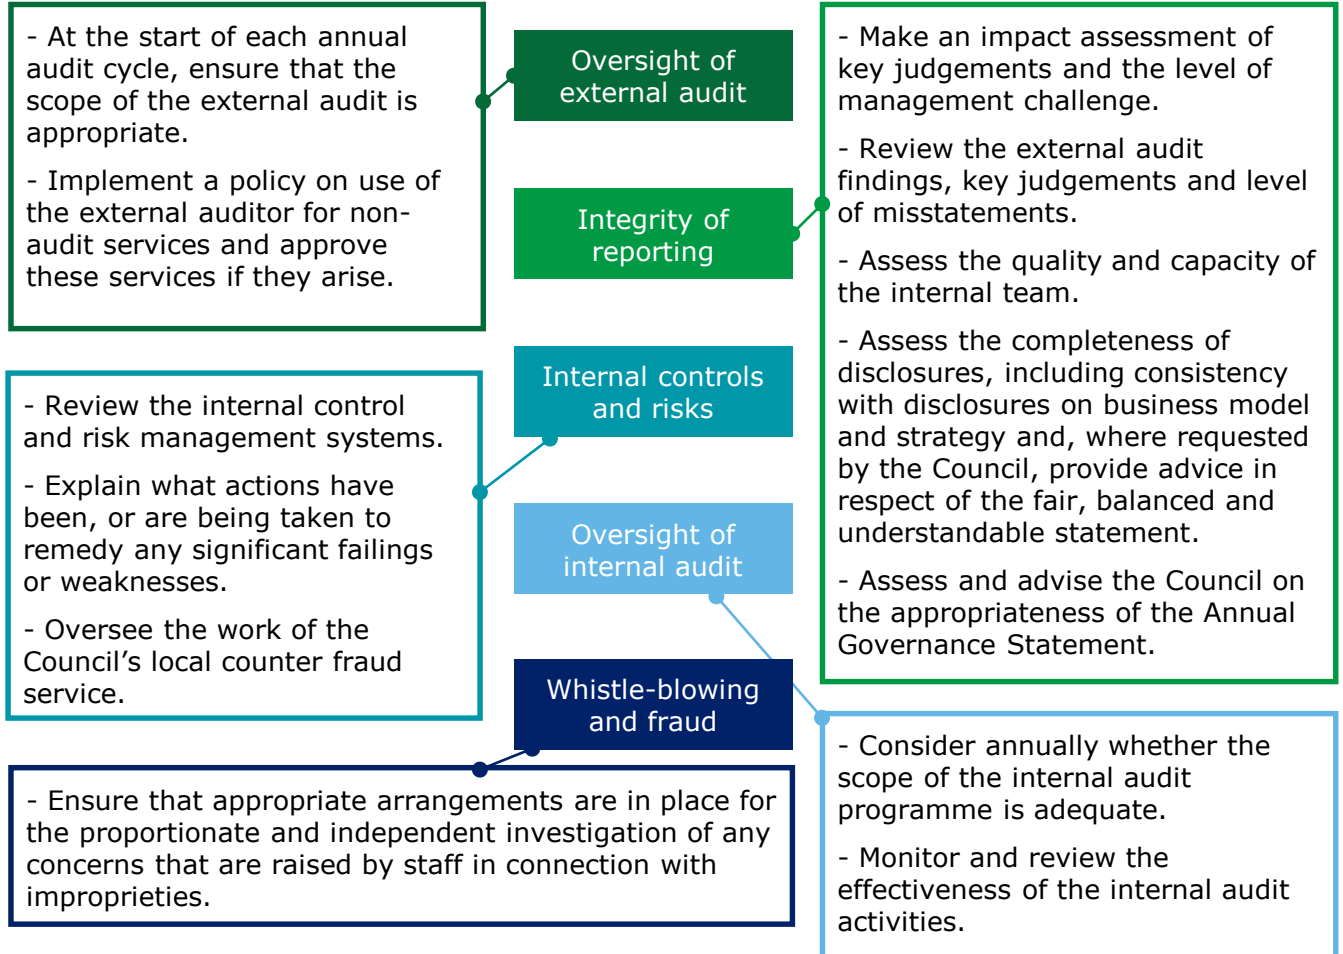 - At the start of each annual
audit cycle, ensure that the
scope of the external audit is
appropriate.
- Implement a policy on use of
the external auditor for non-
audit services and approve
these services if they arise.
Oversight of
external audit
Integrity of
reporting
- Make an impact assessment of
key judgements and the level of
management challenge.
- Review the external audit
findings, key judgements and level
of misstatements.
- Assess the quality and capacity of
the internal team.
- Assess the completeness of
disclosures, including consistency
with disclosures on business model
and strategy and, where requested
by the Council, provide advice in
respect of the fair, balanced and
understandable statement.
- Assess and advise the Council on
the appropriateness of the Annual
Governance Statement.
Internal controls
and risks
- Review the internal control
and risk management systems.
- Explain what actions have
been, or are being taken to
remedy any significant failings
or weaknesses.
- Oversee the work of the
Council’s local counter fraud
service.
Oversight of
internal audit
Whistle-blowing
and fraud
- Ensure that appropriate arrangements are in place for
the proportionate and independent investigation of any
concerns that are raised by staff in connection with
improprieties.
- Consider annually whether the
scope of the internal audit
programme is adequate.
- Monitor and review the
effectiveness of the internal audit
activities.